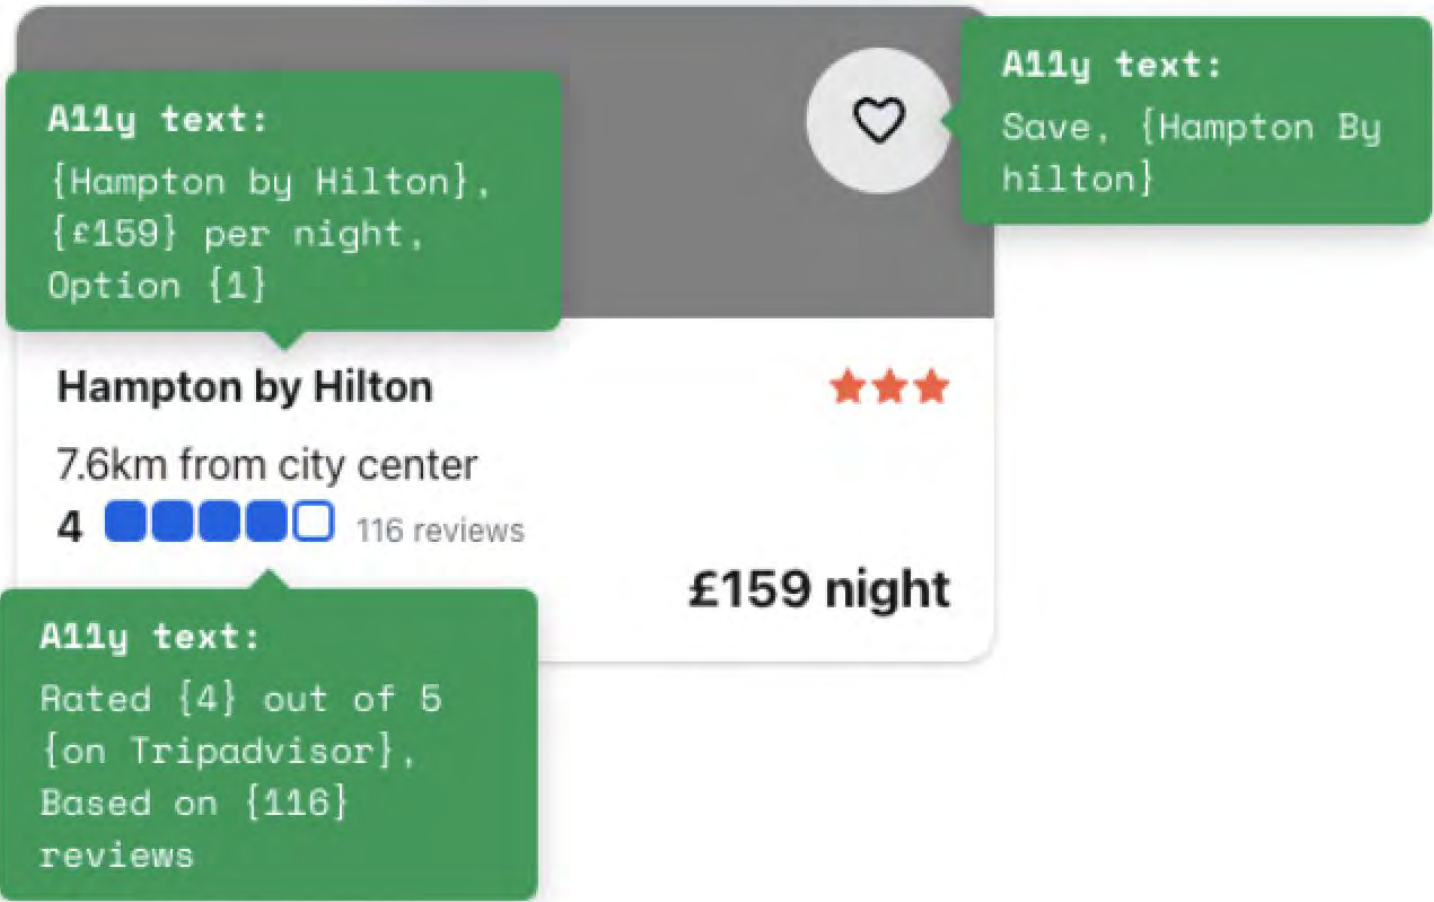 A11y text:
{Hampton by Hilton},
{£159} per night,
Option {1}
A11y text:
Save, {Hampton By
hilton}
Hampton by Hilton
7.6km from city center
4 116 reviews
£159 night
A11y text:
Rated {4} out of 5
{on Tripadvisor},
Based on {116}
reviews